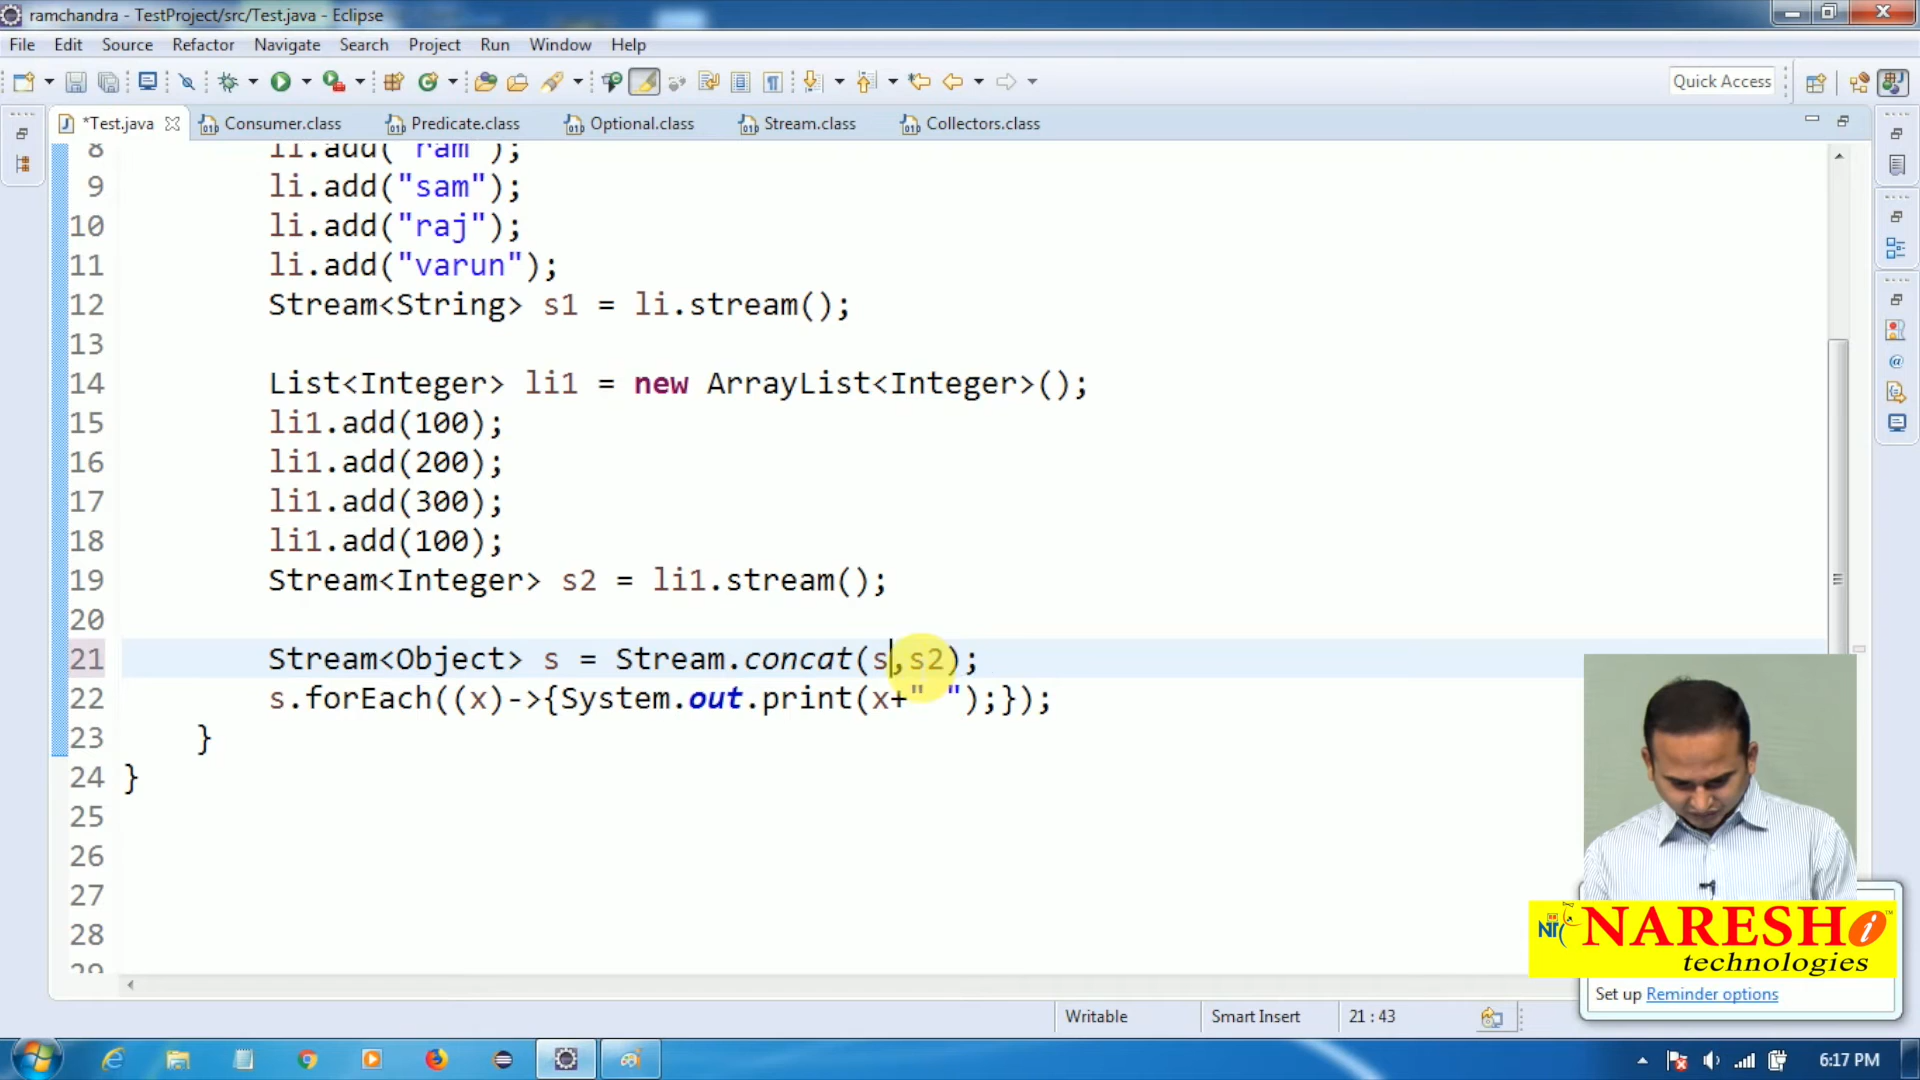 ramchandra - TestProject/src/Test.java - Eclipse
File Edit Source Refactor Navigate Search Project Run Window Help
Quick Access
*Test.java Consumer.class Predicate.class Optional.class Stream.class Collectors.class
8 li.add("ram");
9 li.add("sam");
10 li.add("raj");
11 li.add("varun");
12 Stream<String> s1 = li.stream();
13
14 List<Integer> li1 = new ArrayList<Integer>();
15 li1.add(100);
16 li1.add(200);
17 li1.add(300);
18 li1.add(100);
19 Stream<Integer> s2 = li1.stream();
20
21 Stream<Object> s = Stream.concat(s,s2);
22 s.forEach((x)->{System.out.print(x+" ");});
23 }
24 }
25
26
27
28
29
NARESH i
technologies
Set up Reminder options
Writable Smart Insert 21 : 43
6:17 PM